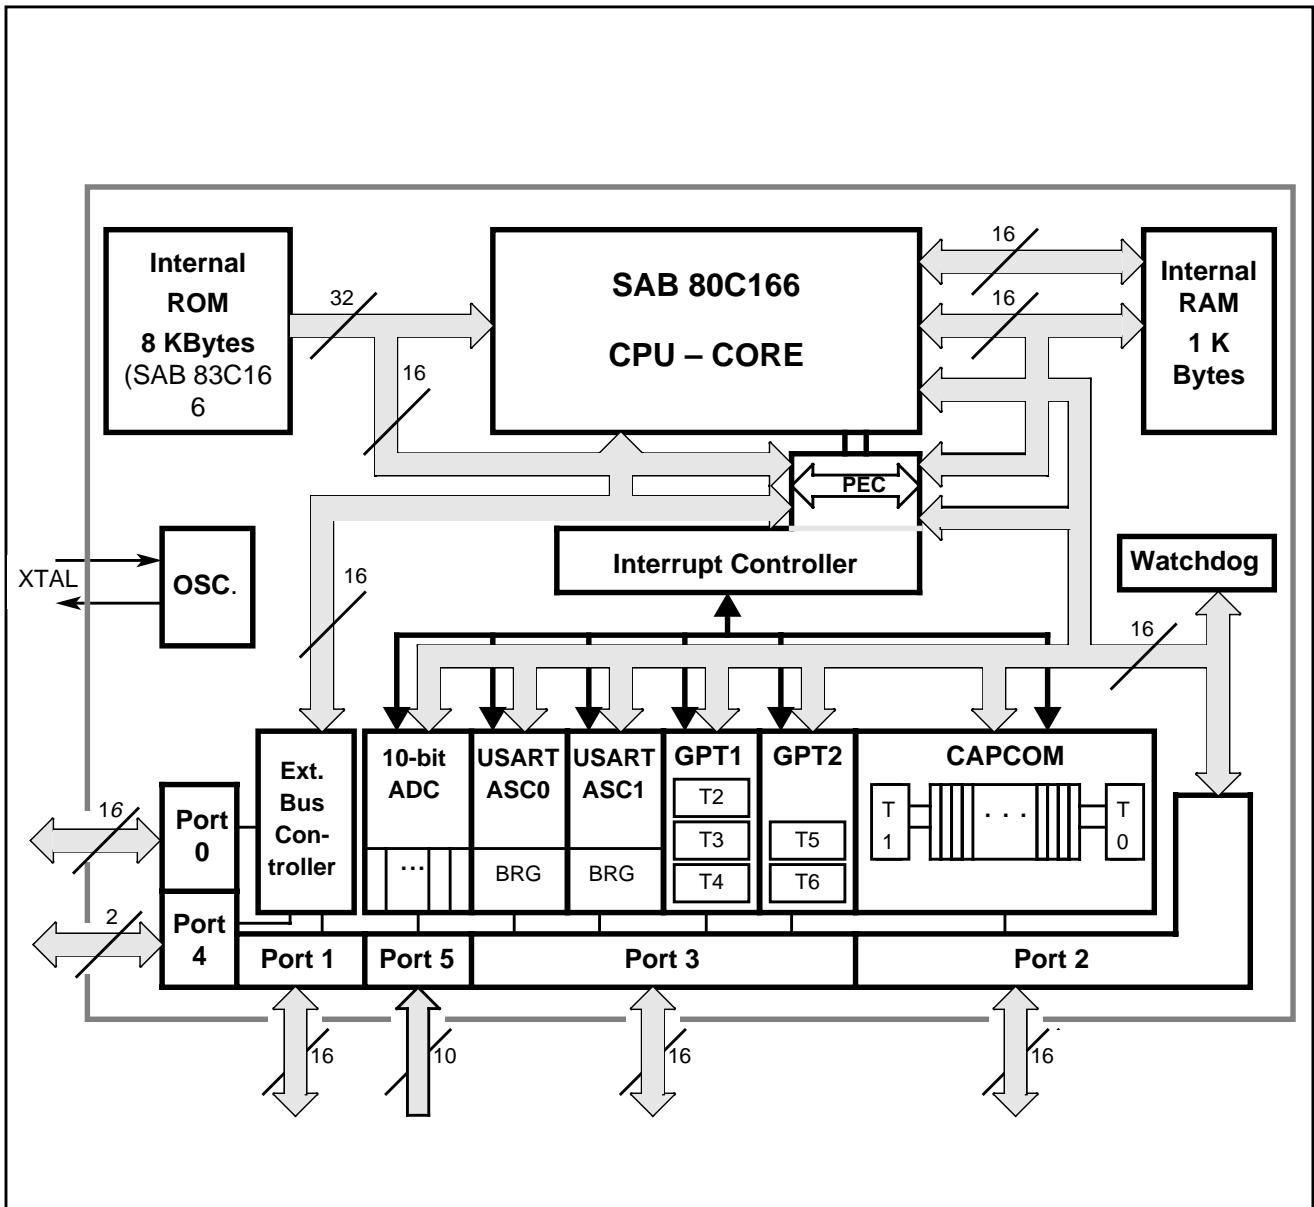 Internal
ROM
8 KBytes
(SAB 83C16
6
32
16
SAB 80C166
CPU – CORE
16
16
Internal
RAM
1 K
Bytes
PEC
Interrupt Controller
XTAL
OSC.
16
Watchdog
16
Ext.
Bus
Con-
troller
10-bit
ADC
...
USART
ASC0
BRG
USART
ASC1
BRG
GPT1
T2
T3
T4
GPT2
T5
T6
CAPCOM
T
1
. . .
T
0
16
Port
0
2
Port
4
Port 1
Port 5
Port 3
Port 2
16
10
16
16